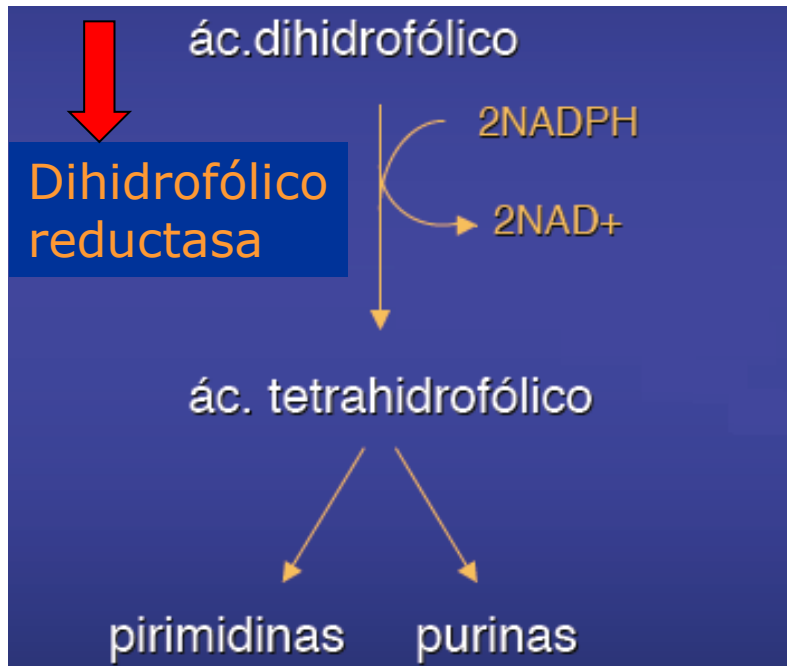 ác.dihidrofólico
2NADPH
Dihidrofólico
reductasa
2NAD+
ác. tetrahidrofólico
pirimidinas purinas